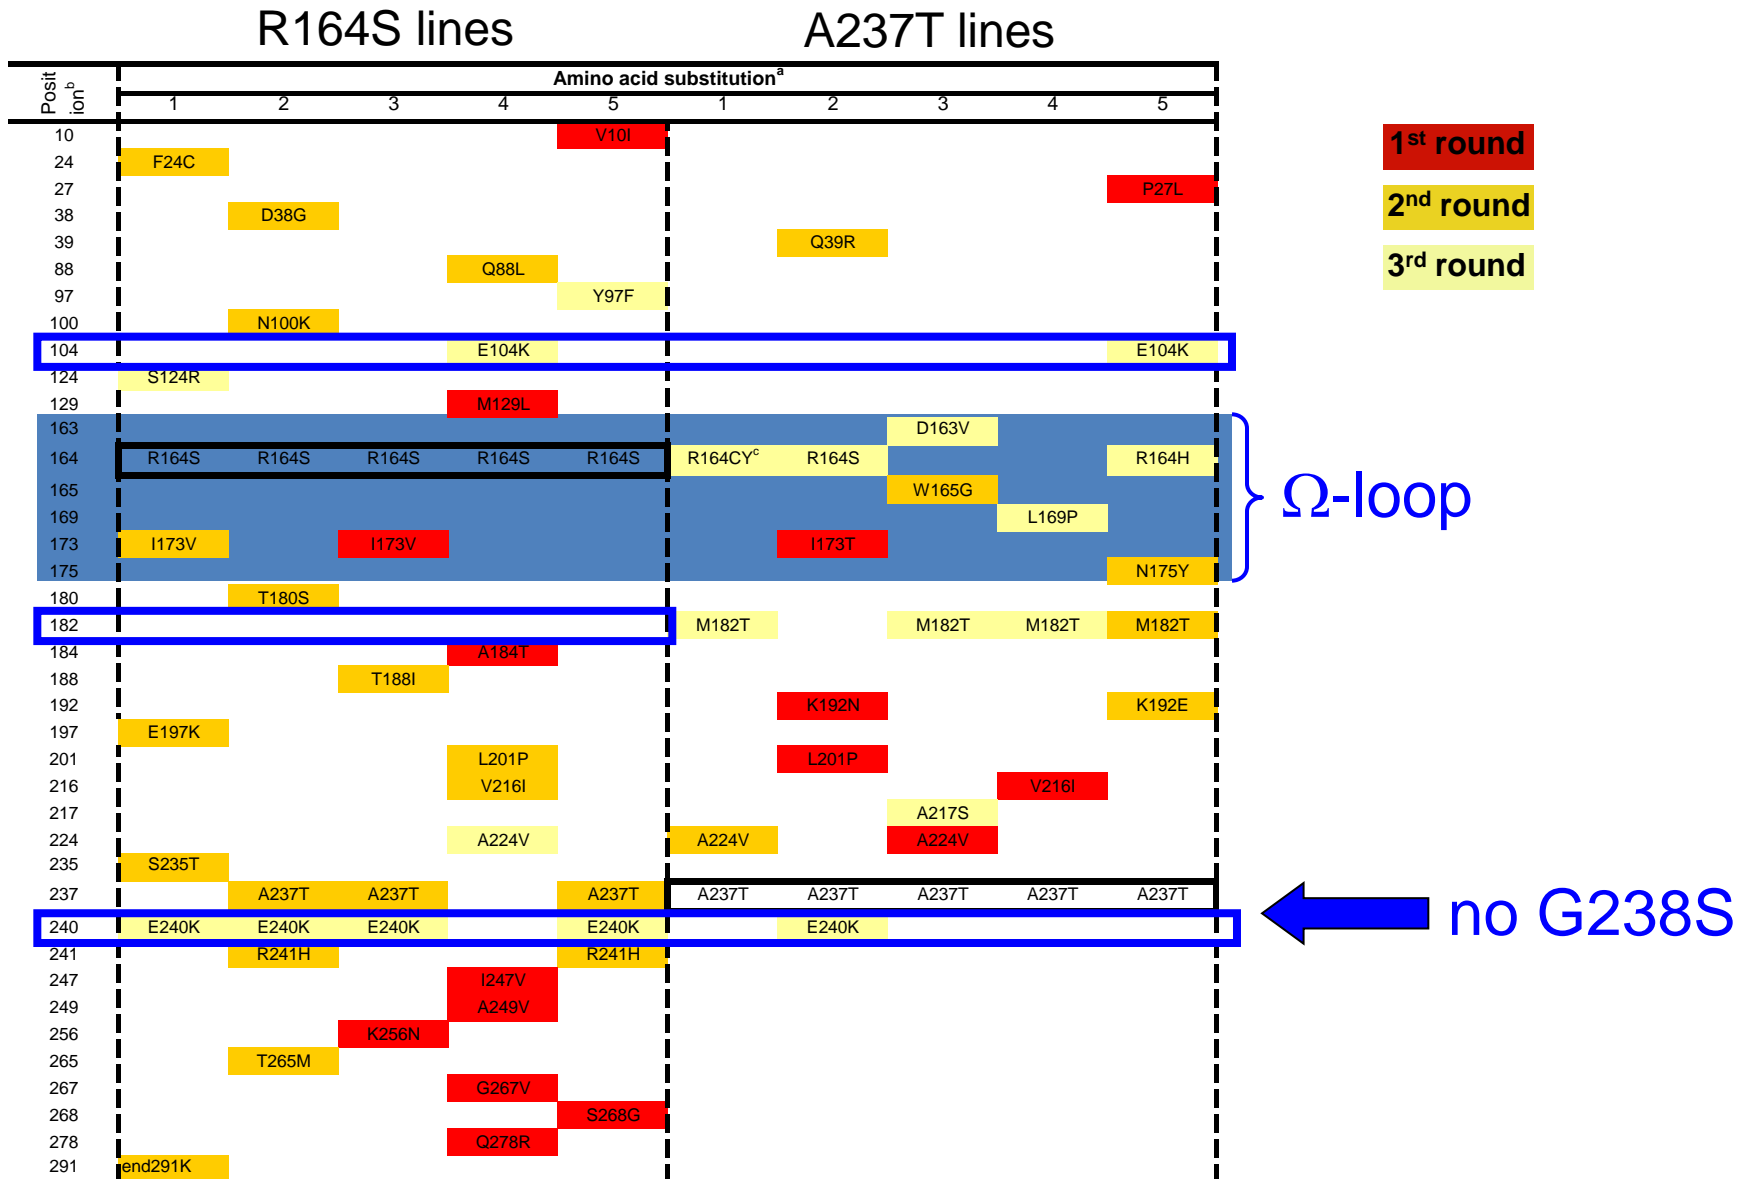 R164S lines A237T lines
Posit ion^b Amino acid substitution^a
1 2 3 4 5 1 2 3 4 5
10 V10I
1st round
24 F24C
27 P27L
2nd round
38 D38G
39 Q39R
88 Q88L
3rd round
97 Y97F
100 N100K
104 E104K E104K
124 S124R
129 M129L
163 D163V
164 R164S R164S R164S R164S R164S R164CY^c R164S R164H
165 W165G
Ω-loop
169 L169P
173 I173V I173V I173T
175 N175Y
180 T180S
182 M182T M182T M182T M182T
184 A184T
188 T188I
192 K192N K192E
197 E197K
201 L201P L201P
216 V216I V216I
217 A217S
224 A224V A224V A224V
235 S235T
237 A237T A237T A237T A237T A237T A237T A237T A237T
no G238S
240 E240K E240K E240K E240K E240K
241 R241H R241H
247 I247V
249 A249V
256 K256N
265 T265M
267 G267V
268 S268G
278 Q278R
291 end291K